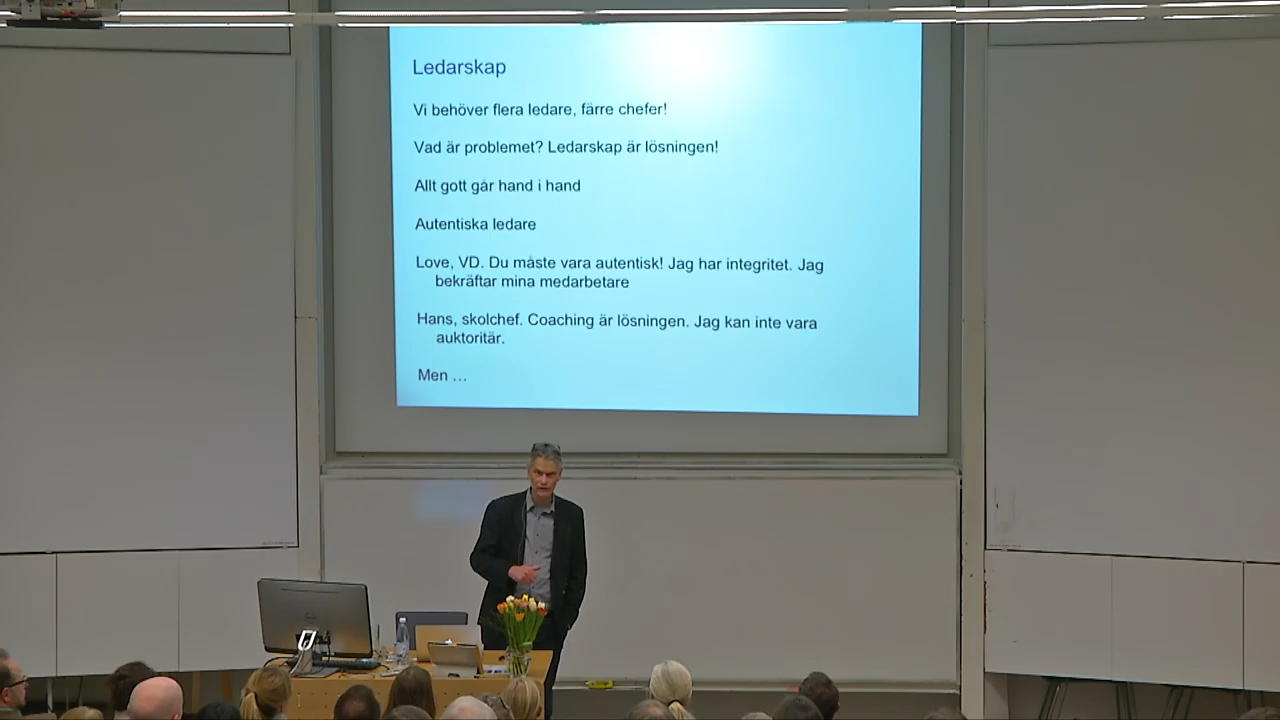 Ledarskap
Vi behöver flera ledare, färre chefer!
Vad är problemet? Ledarskap är lösningen!
Allt gott går hand i hand
Autentiska ledare
Love, VD. Du måste vara autentisk! Jag har integritet. Jag
bekräftar mina medarbetare
Hans, skolchef. Coaching är lösningen. Jag kan inte vara
auktoritär.
Men …